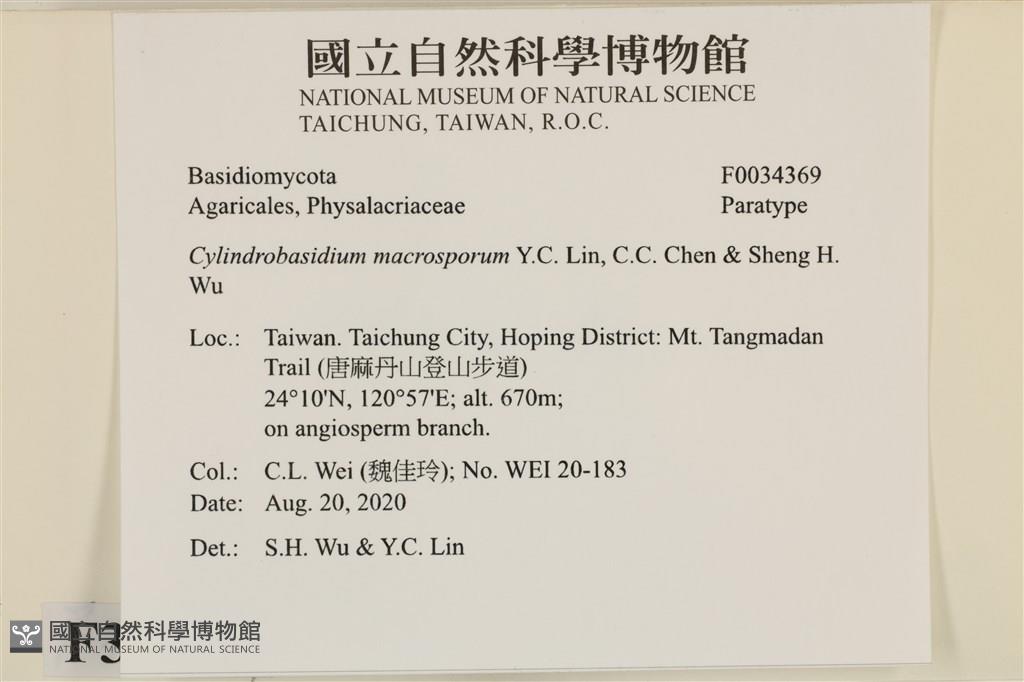 國立自然科學博物館
NATIONAL MUSEUM OF NATURAL SCIENCE
TAICHUNG, TAIWAN, R.O.C.
Basidiomycota F0034369
Agaricales, Physalacriaceae Paratype
Cylindrobasidium macrosporum Y.C. Lin, C.C. Chen & Sheng H.
Wu
Loc.: Taiwan. Taichung City, Hoping District: Mt. Tangmadan
Trail (唐麻丹山登山步道)
24°10'N, 120°57'E; alt. 670m;
on angiosperm branch.
Col.: C.L. Wei (魏佳玲); No. WEI 20-183
Date: Aug. 20, 2020
Det.: S.H. Wu & Y.C. Lin
F3
國立自然科學博物館
NATIONAL MUSEUM OF NATURAL SCIENCE